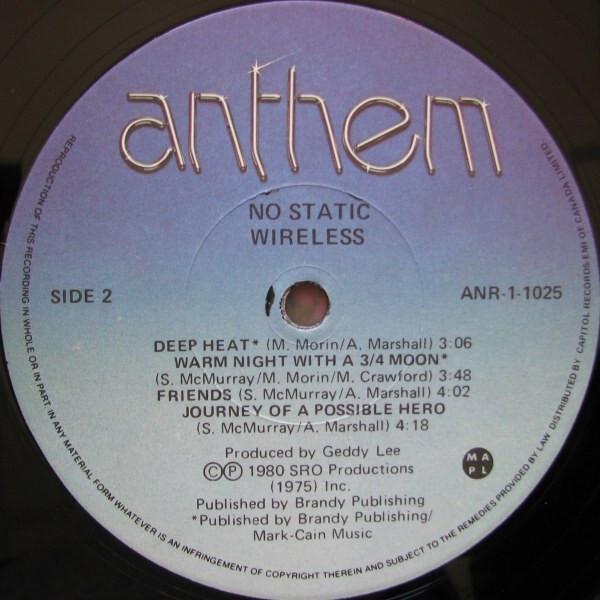 anthem
NO STATIC
WIRELESS
SIDE 2
ANR-1-1025
DEEP HEAT* (M. Morin/A. Marshall) 3:06
WARM NIGHT WITH A 3/4 MOON*
(S. McMurray/M. Morin/M. Crawford) 3:48
FRIENDS (S. McMurray/A. Marshall) 4:02
JOURNEY OF A POSSIBLE HERO
(S. McMurray/A. Marshall) 4:18
Produced by Geddy Lee
©℗ 1980 SRO Productions
(1975) Inc.
Published by Brandy Publishing
*Published by Brandy Publishing/
Mark-Cain Music
M A
P L
REPRODUCTION OF THIS RECORDING IN WHOLE OR IN PART, IN ANY MATERIAL FORM WHATEVER IS AN INFRINGEMENT OF COPYRIGHT THEREIN AND SUBJECT TO THE REMEDIES PROVIDED BY LAW DISTRIBUTED BY CAPITOL RECORDS EMI OF CANADA LIMITED